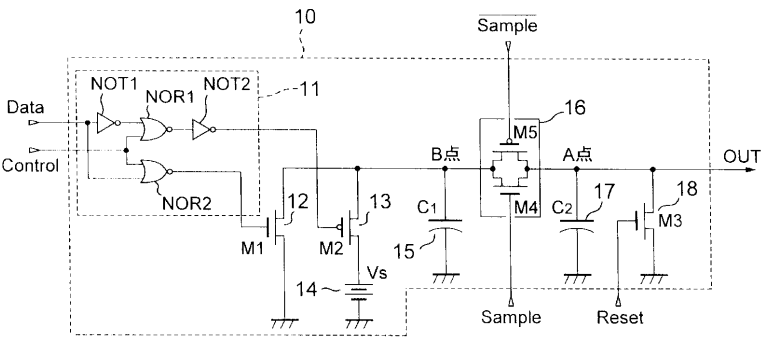 10
Sample
NOT1
NOT2
NOR1
11
Data
Control
NOR2
16
M5
B点
A点
OUT
12
13
M1
M2
C1
15
M4
C2
17
18
M3
Vs
14
Sample
Reset